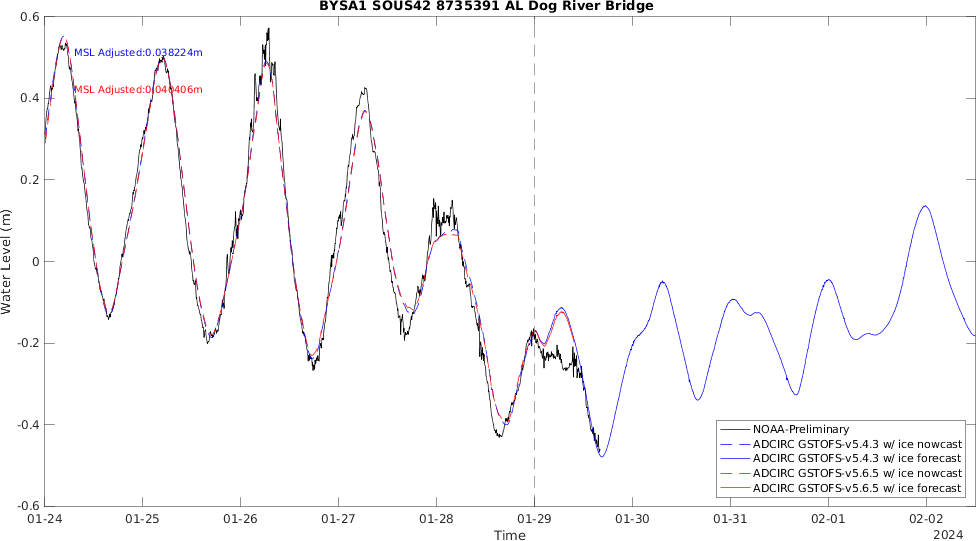 BYSA1 SOUS42 8735391 AL Dog River Bridge
MSL Adjusted:0.038224m
MSL Adjusted:0.048406m
Water Level (m)
0.6
0.4
0.2
0
-0.2
-0.4
-0.6
NOAA-Preliminary
ADCIRC GSTOFS-v5.4.3 w/ ice nowcast
ADCIRC GSTOFS-v5.4.3 w/ ice forecast
ADCIRC GSTOFS-v5.6.5 w/ ice nowcast
ADCIRC GSTOFS-v5.6.5 w/ ice forecast
01-24 01-25 01-26 01-27 01-28 01-29 01-30 01-31 02-01 02-02
Time
2024